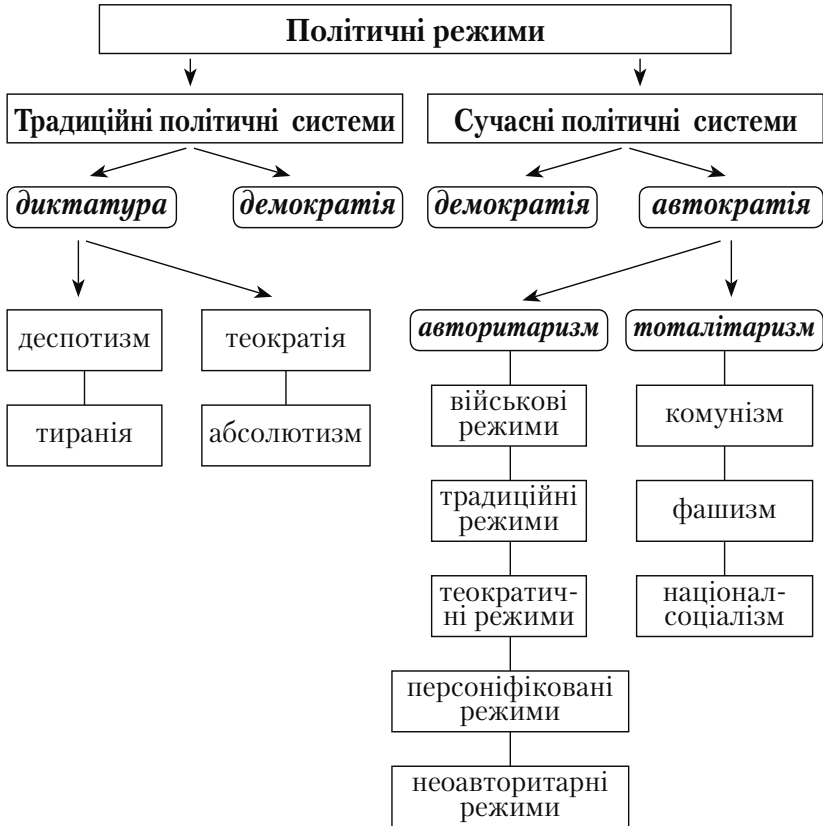 Політичні режими
Традиційні політичні системи
Сучасні політичні системи
диктатура
демократія
демократія
автократія
деспотизм
теократія
тиранія
абсолютизм
авторитаризм
тоталітаризм
військові
режими
комунізм
традиційні
режими
фашизм
теократич-
ні режими
націонал-
соціалізм
персоніфіковані
режими
неоавторитарні
режими